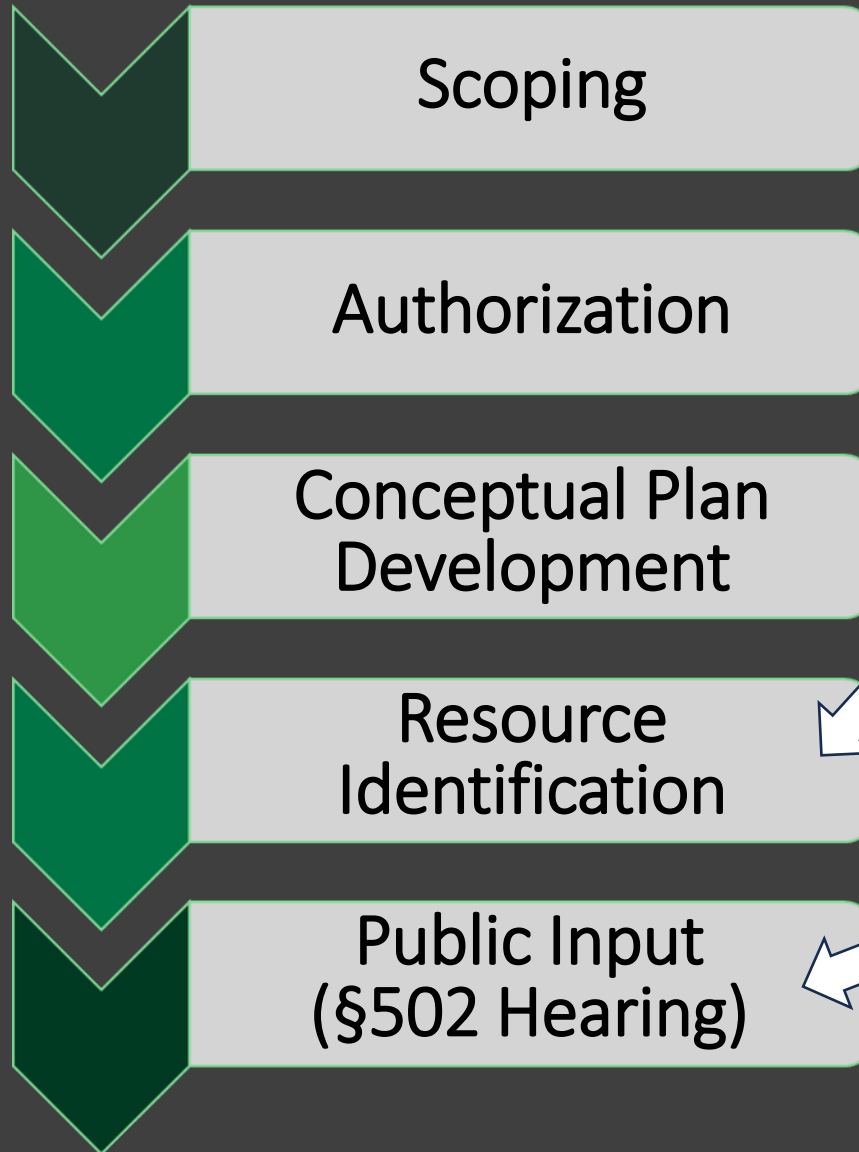 Scoping
Authorization
Conceptual Plan
Development
Resource
Identification
Public Input
(§502 Hearing)